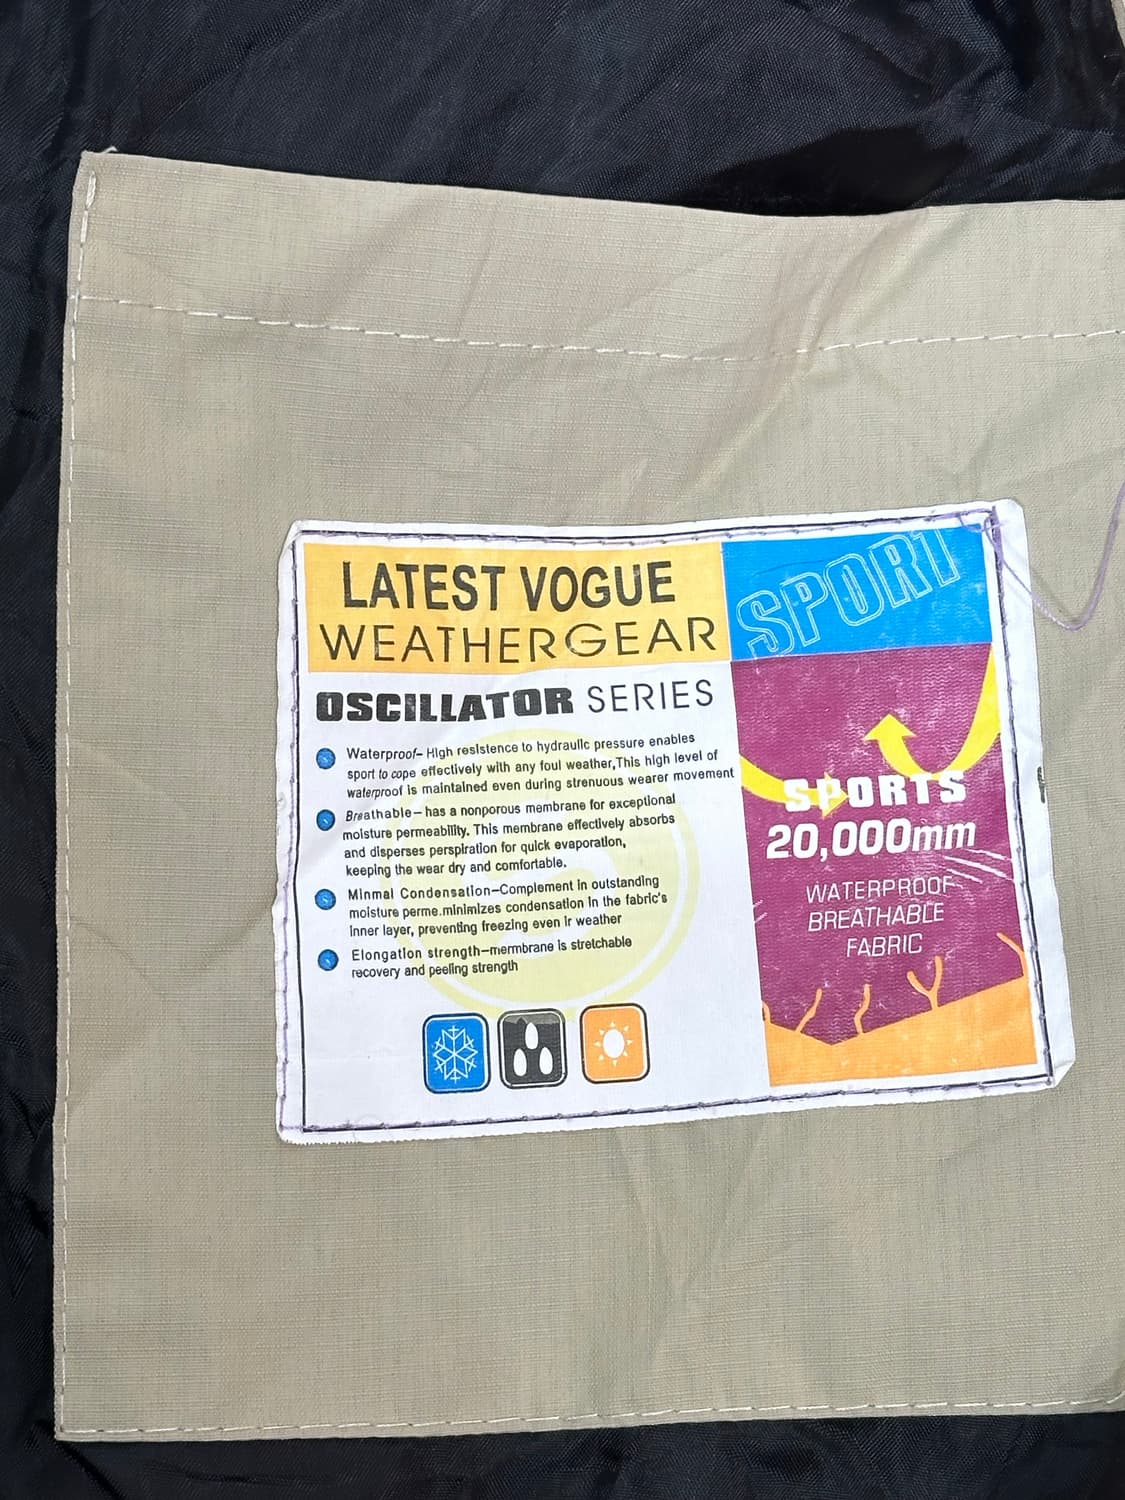 LATEST VOGUE
WEATHERGEAR
OSCILLATOR SERIES
Waterproof–High resistence to hydraulic pressure enables
sport to cope effectively with any foul weather,This high level of
waterproof is maintained even during strenuous wearer movement
Breathable–has a nonporous membrane for exceptional
moisture permeability. This membrane effectively absorbs
and disperses perspiration for quick evaporation,
keeping the wear dry and comfortable.
Minmal Condensation–Complement in outstanding
moisture perme.minimizes condensation in the fabric's
inner layer, preventing freezing even ir weather
Elongation strength–mermbrane is stretchable
recovery and peeling strength
SPORT
SPORTS
20,000mm
WATERPROOF
BREATHABLE
FABRIC